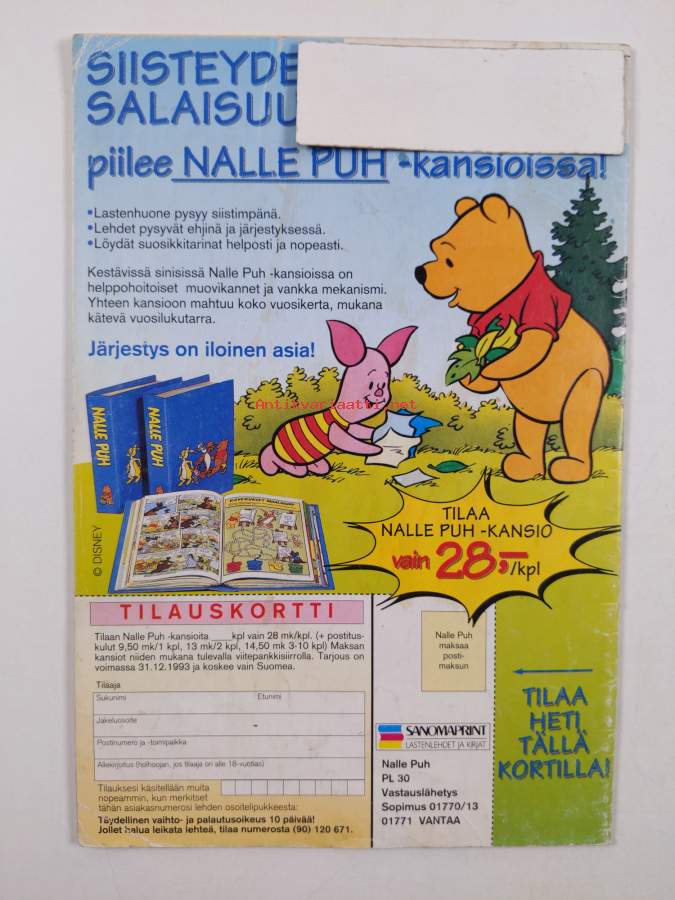 SIISTEYDE
SALAISUU
piilee NALLE PUH -kansioissa!
•Lastenhuone pysyy siistimpänä.
•Lehdet pysyvät ehjinä ja järjestyksessä.
•Löydät suosikkitarinat helposti ja nopeasti.
Kestävissä sinisissä Nalle Puh -kansioissa on
helppohoitoiset muovikannet ja vankka mekanismi.
Yhteen kansioon mahtuu koko vuosikerta, mukana
kätevä vuosilukutarra.
Järjestys on iloinen asia!
Antikvariaatti.net
NALLE PUH
NALLE PUH
© DISNEY
TILAA
NALLE PUH -KANSIO
vain 28,-/kpl
TILAUSKORTTI
Tilaan Nalle Puh -kansioita ____kpl vain 28 mk/kpl. (+ postitus-
kulut 9,50 mk/1 kpl, 13 mk/2 kpl, 14,50 mk 3-10 kpl) Maksan
kansiot niiden mukana tulevalla viitepankkisiirrolla. Tarjous on
voimassa 31.12.1993 ja koskee vain Suomea.
Tilaaja
Sukunimi Etunimi
Jakeluosoite
Postinumero ja -toimipaikka
Allekirjoitus (holhoojan, jos tilaaja on alle 18-vuotias)
Tilauksesi käsitellään muita
nopeammin, kun merkitset
tähän asiakasnumerosi lehden osoitelipukkeesta:
Täydellinen vaihto- ja palautusoikeus 10 päivää!
Jollet halua leikata lehteä, tilaa numerosta (90) 120 671.
Nalle Puh
maksaa
posti-
maksun
SANOMAPRINT
LASTENLEHDET JA KIRJAT
Nalle Puh
PL 30
Vastauslähetys
Sopimus 01770/13
01771 VANTAA
TILAA
HETI
TÄLLÄ
KORTILLA!